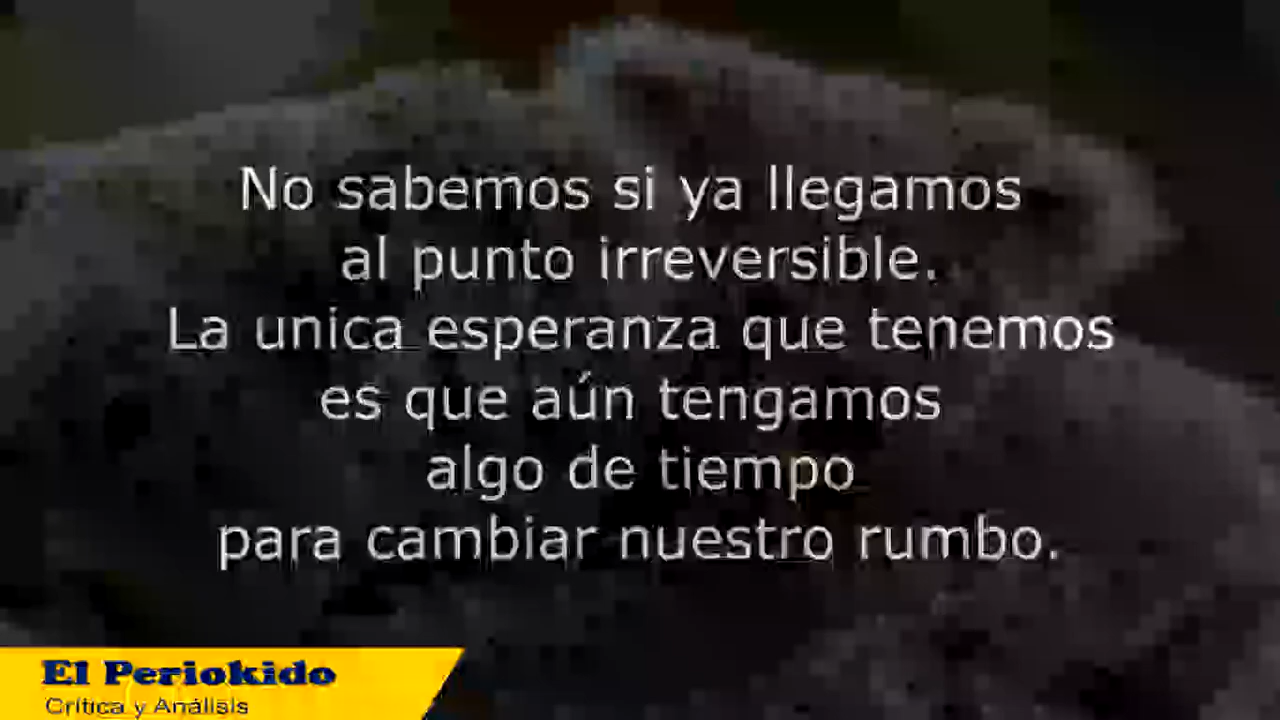 No sabemos si ya llegamos
al punto irreversible.
La unica esperanza que tenemos
es que aún tengamos
algo de tiempo
para cambiar nuestro rumbo.
El Periokido
Crítica y Análisis